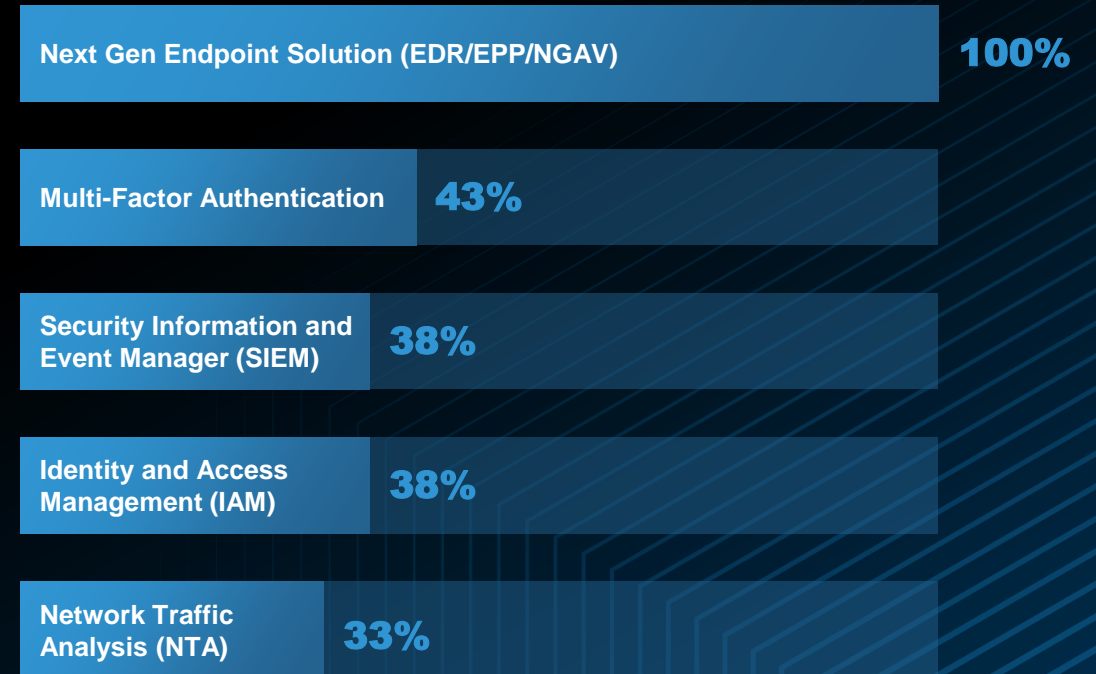 Next Gen Endpoint Solution (EDR/EPP/NGAV)
100%
Multi-Factor Authentication
43%
Security Information and
Event Manager (SIEM)
38%
Identity and Access
Management (IAM)
38%
Network Traffic
Analysis (NTA)
33%